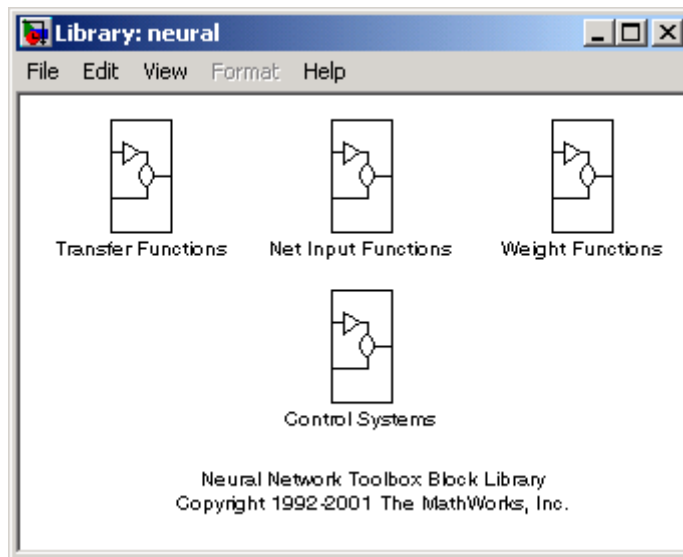 Library: neural
File Edit View Format Help
Transfer Functions Net Input Functions Weight Functions
Control Systems
Neural Network Toolbox Block Library
Copyright 1992-2001 The MathWorks, Inc.